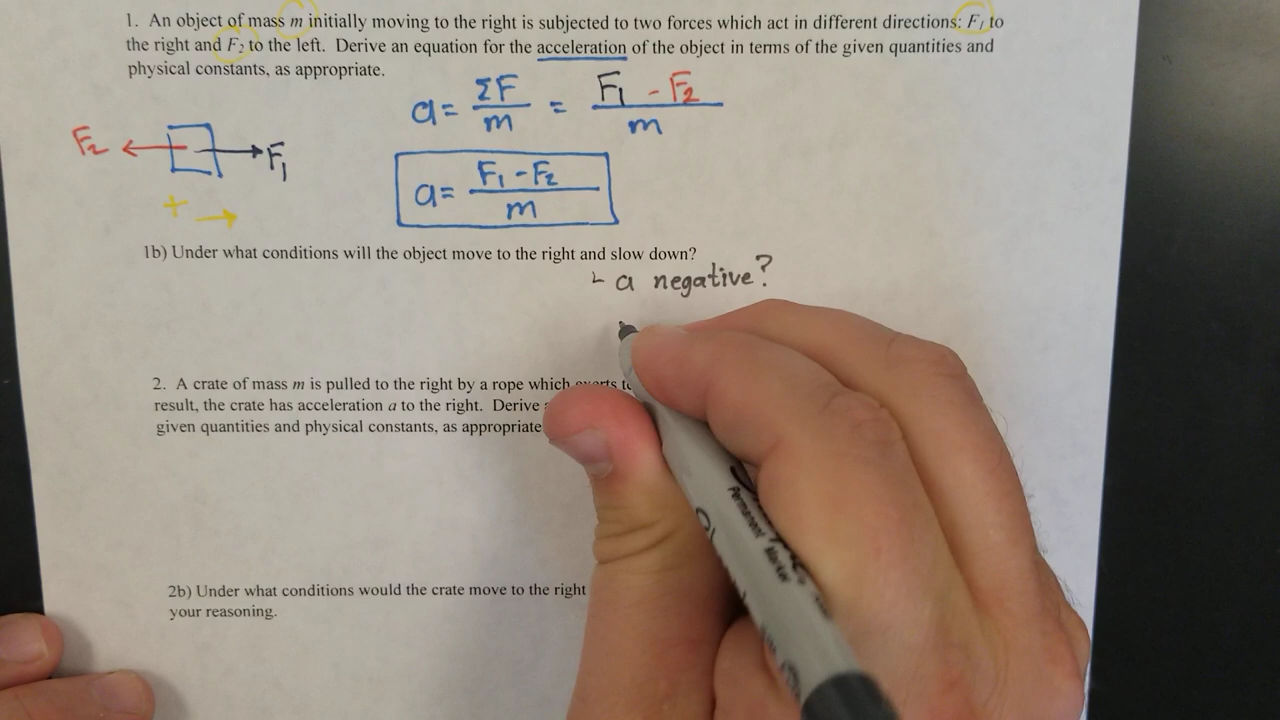 1. An object of mass m initially moving to the right is subjected to two forces which act in different directions: F1 to
the right and F2 to the left. Derive an equation for the acceleration of the object in terms of the given quantities and
physical constants, as appropriate.
a = ΣF/m = F1 - F2/m
F2 F1
a = F1 - F2/m
+ →
1b) Under what conditions will the object move to the right and slow down?
a negative?
2. A crate of mass m is pulled to the right by a rope which
result, the crate has acceleration a to the right. Derive
given quantities and physical constants, as appropriate
Permanent Marker
2b) Under what conditions would the crate move to the right
your reasoning.